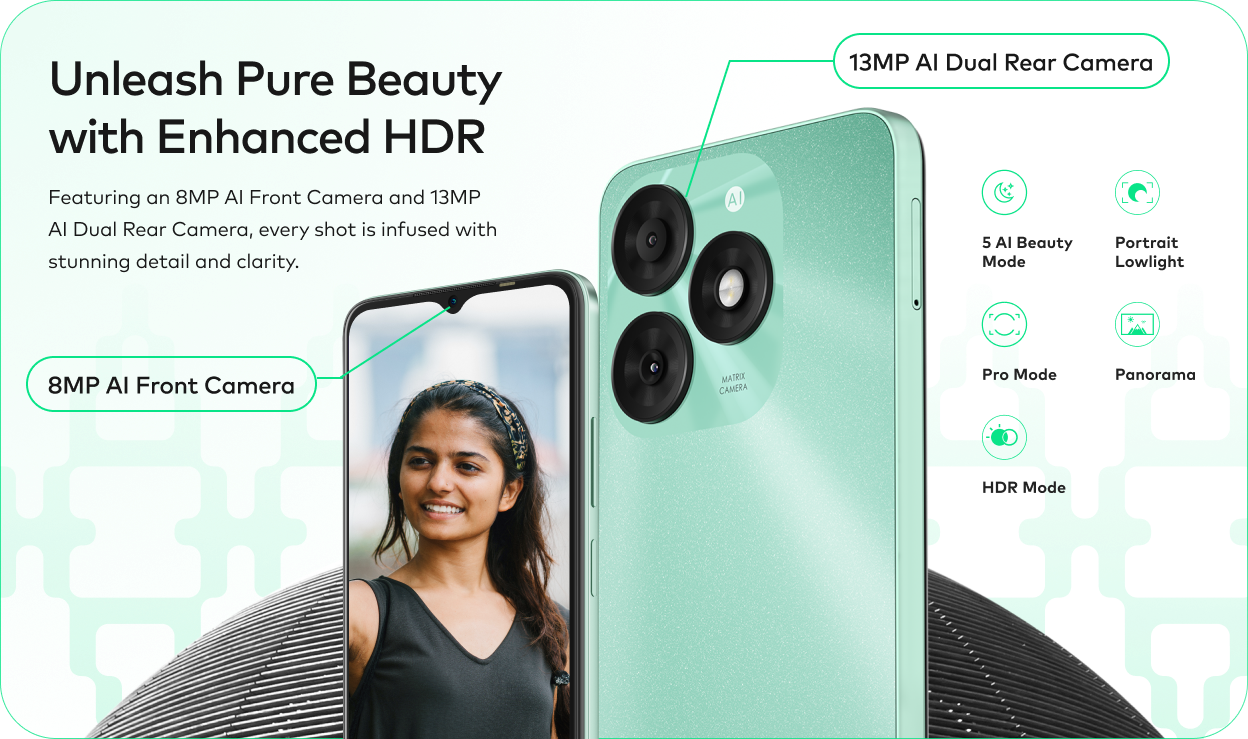 Unleash Pure Beauty
with Enhanced HDR
Featuring an 8MP AI Front Camera and 13MP
AI Dual Rear Camera, every shot is infused with
stunning detail and clarity.
13MP AI Dual Rear Camera
8MP AI Front Camera
AI
MATRIX
CAMERA
5 AI Beauty
Mode
Portrait
Lowlight
Pro Mode
Panorama
HDR Mode